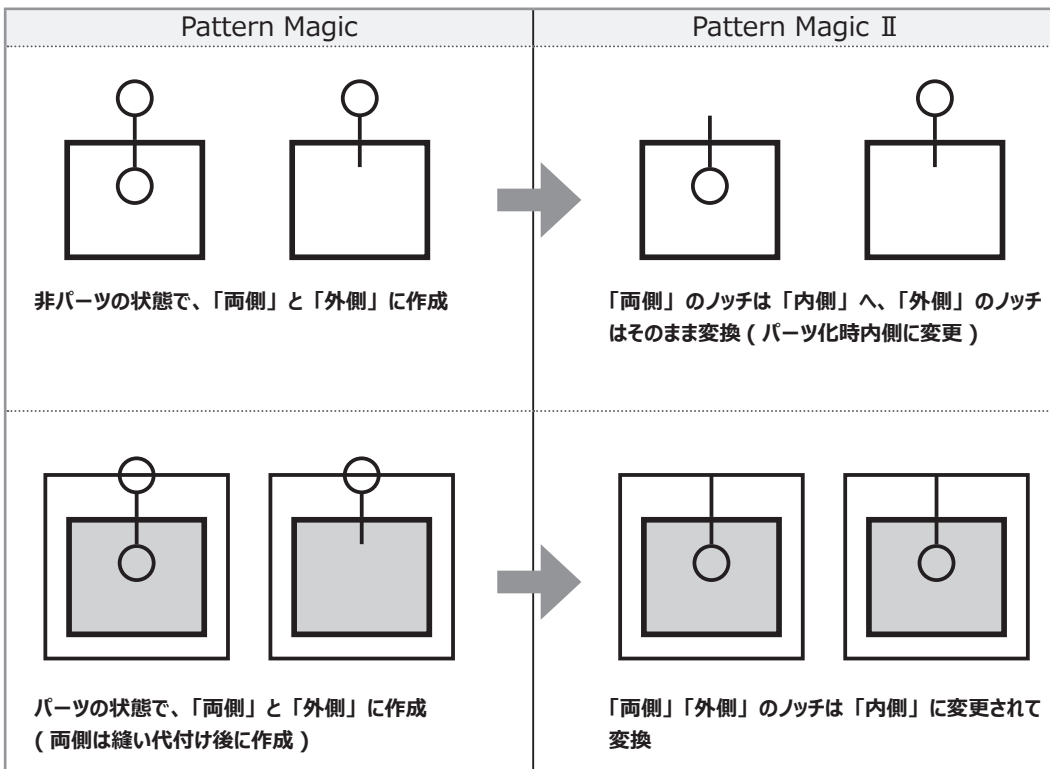 Pattern Magic
Pattern Magic Ⅱ
非パーツの状態で、「両側」と「外側」に作成
「両側」のノッチは「内側」へ、「外側」のノッチ
はそのまま変換 ( パーツ化時内側に変更 )
パーツの状態で、「両側」と「外側」に作成
( 両側は縫い代付け後に作成 )
「両側」「外側」のノッチは「内側」に変更されて
変換